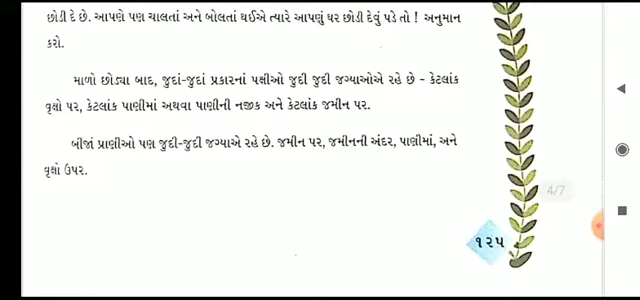 છોડી દે છે. આપણે પણ ચાલતાં અને બોલતાં થઈએ ત્યારે આપણું ઘર છોડી દેવું પડે તો ! અનુમાન
કરો.
માળો છોડ્યા બાદ, જુદાં-જુદાં પ્રકારનાં પક્ષીઓ જુદી જુદી જગ્યાઓએ રહે છે - કેટલાંક
વૃક્ષો પર, કેટલાંક પાણીમાં અથવા પાણીની નજીક અને કેટલાંક જમીન પર.
બીજાં પ્રાણીઓ પણ જુદી-જુદી જગ્યાએ રહે છે. જમીન પર, જમીનની અંદર, પાણીમાં, અને
વૃક્ષો ઉપર.
4/7
૧૨૫